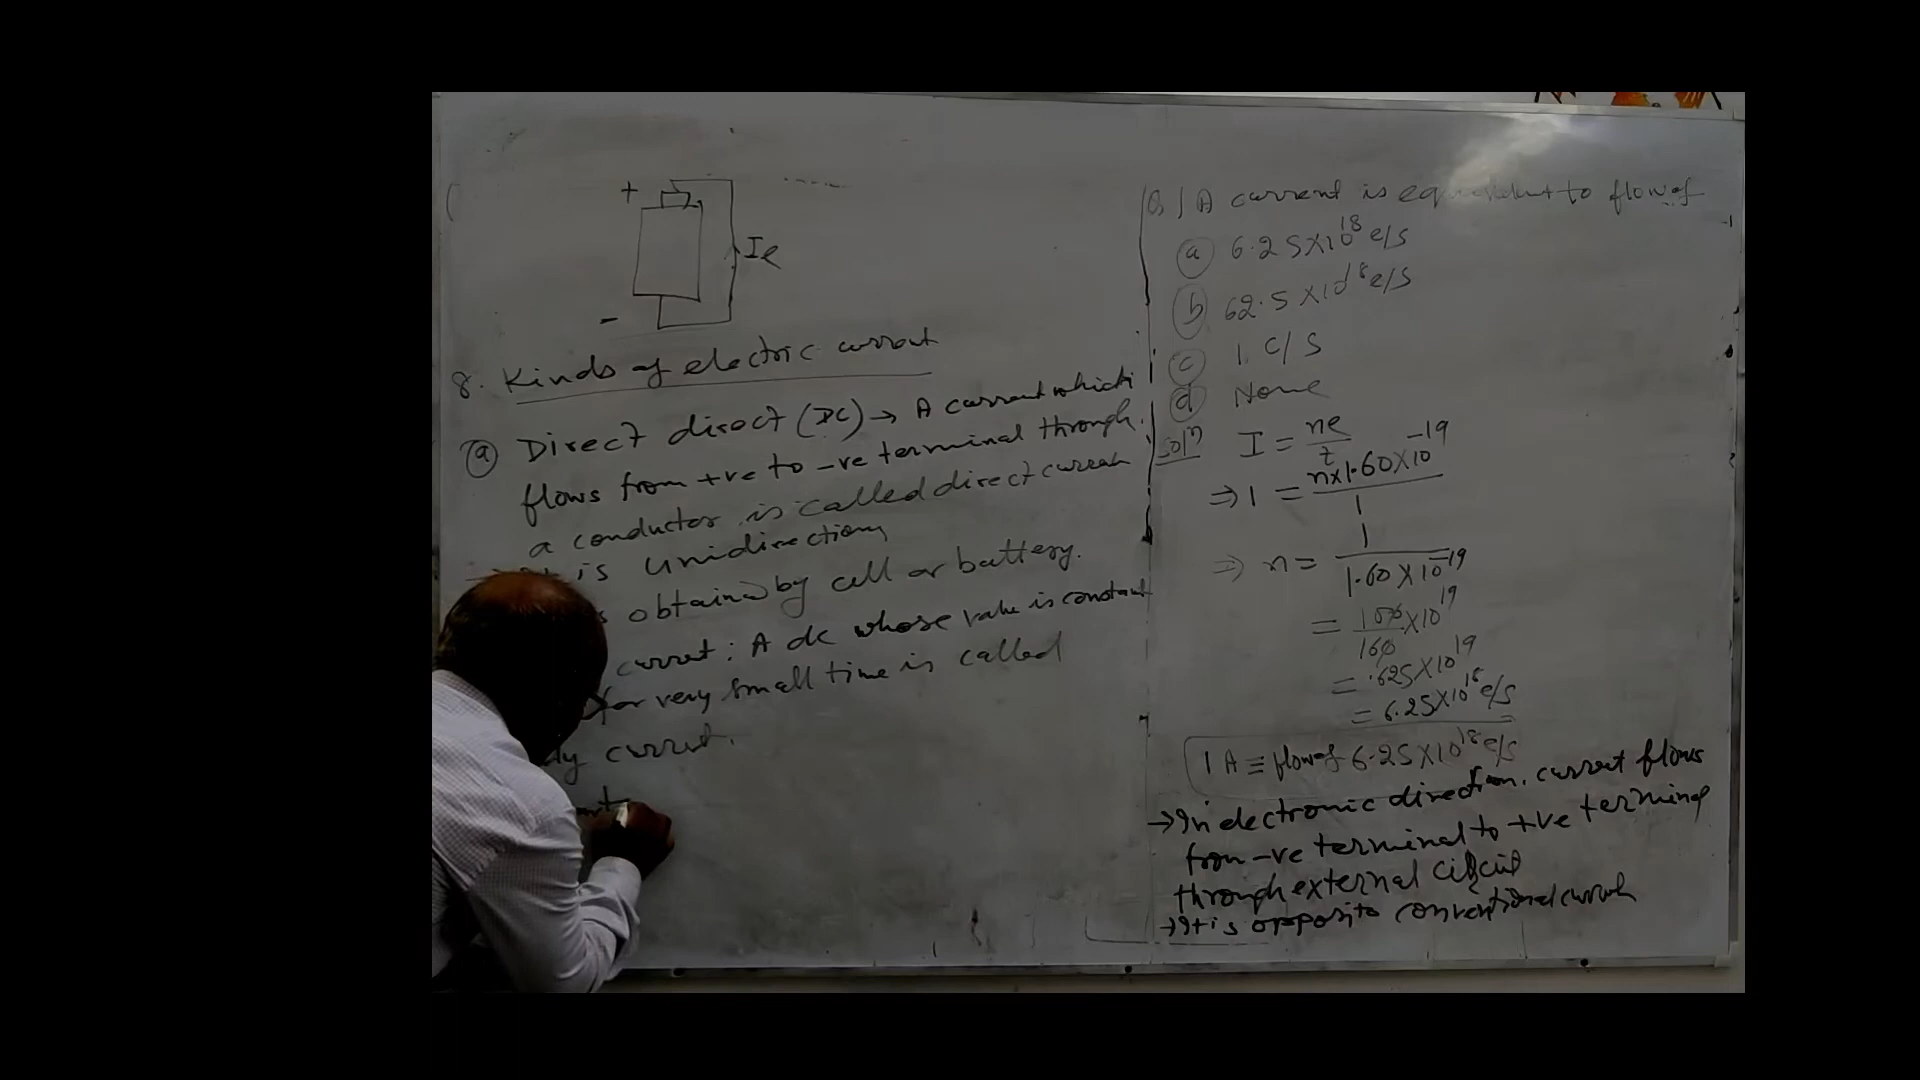 +
Ie
-
8. Kinds of electric current
(a) Direct direct (DC) → A current which
flows from +ve to -ve terminal through
a conductor is called direct current
is unidirection
obtained by cell or battery.
current: A dc whose value is constant
for very small time is called
dy current.
Q. 1 A current is equivalent to flow of
(a) 6.25×10^18 e/s
(b) 62.5×10^18 e/s
(c) 1 C/S
(d) None
Solⁿ I = ne/t
⇒ 1 = n×1.60×10^-19/1
⇒ n = 1/1.60×10^-19
= 100/160 ×10^19
= .625×10^19
= 6.25×10^18 e/s
1 A ≡ flow of 6.25×10^18 e/s
→ In electronic direction. current flows
from -ve terminal to +ve terminal
through external circuit
→ It is opposite conventional current